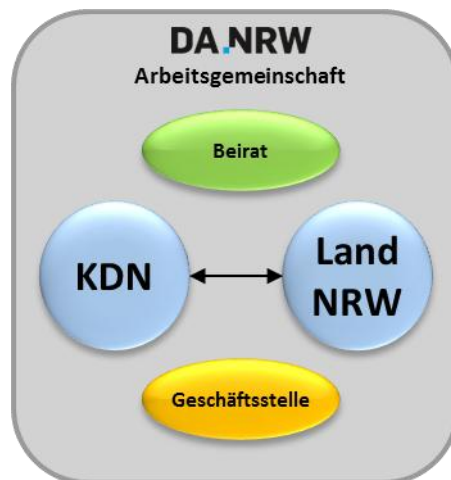 DA.NRW
Arbeitsgemeinschaft
Beirat
KDN
Land
NRW
Geschäftsstelle